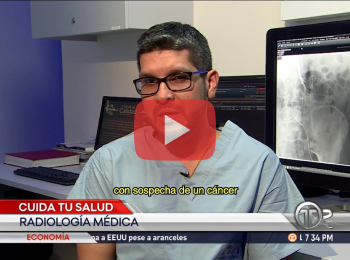 con sospecha de un cáncer
CUIDA TU SALUD
RADIOLOGÍA MÉDICA
ECONOMÍA
a a EEUU pese a aranceles
7:34 PM